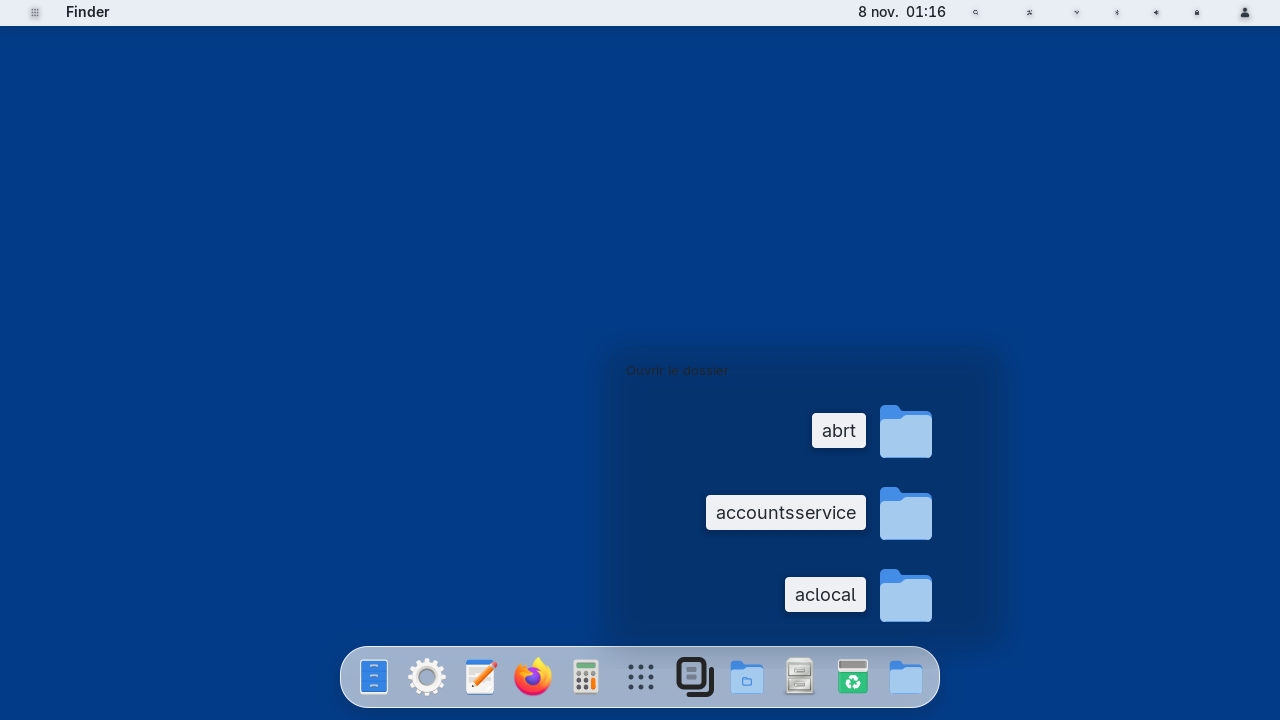 Finder
8 nov. 01:16
Ouvrir le dossier
abrt
accountsservice
aclocal